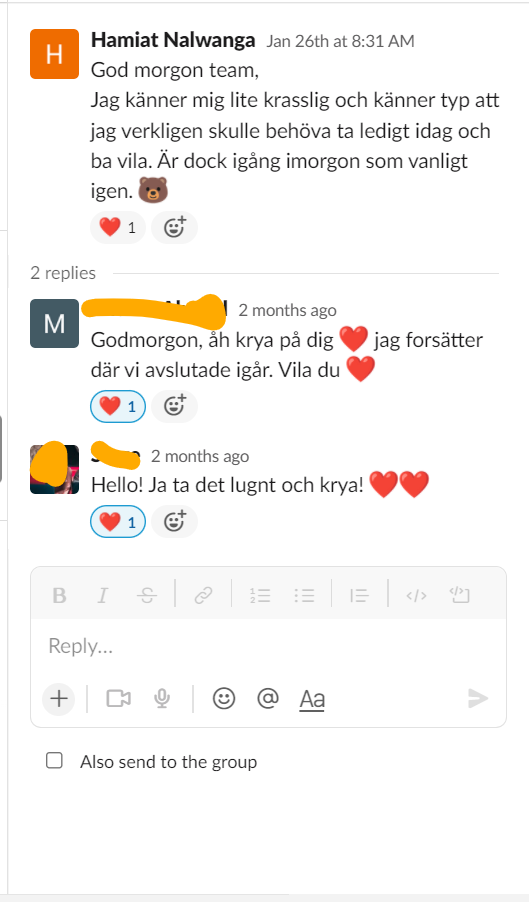 H
Hamiat Nalwanga Jan 26th at 8:31 AM
God morgon team,
Jag känner mig lite krasslig och känner typ att
jag verkligen skulle behöva ta ledigt idag och
ba vila. Är dock igång imorgon som vanligt
igen. 🐻
❤️ 1
2 replies
M
2 months ago
Godmorgon, åh krya på dig ❤️ jag forsätter
där vi avslutade igår. Vila du ❤️
❤️ 1
2 months ago
Hello! Ja ta det lugnt och krya! ❤️❤️
❤️ 1
B I S </>
Reply...
+ @ Aa
Also send to the group